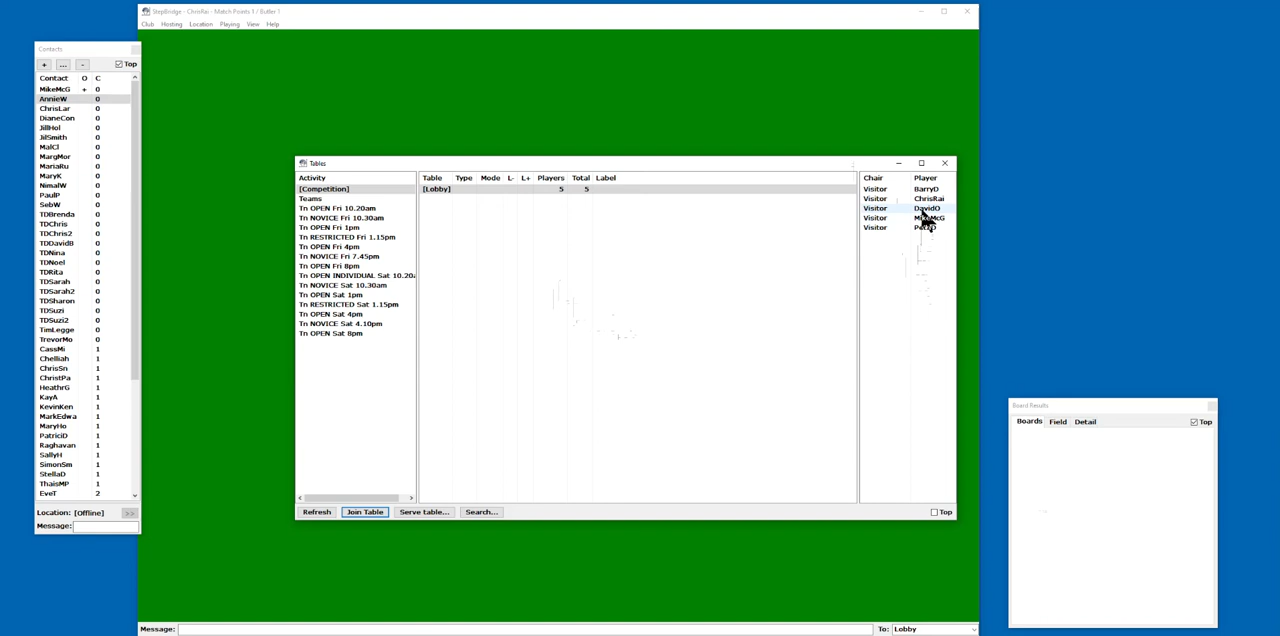 StepBridge - ChrisRai - Match Points 1 / Butler 1
Club Hosting Location Playing View Help
Contacts
+ ... - Top
Contact O C
MikeMcG + 0
AnnieW 0
ChrisLar 0
DianeCon 0
JillHol 0
JilSmith 0
MalCl 0
MargMor 0
MariaRu 0
MaryK 0
NimalW 0
PaulP 0
SebW 0
TDBrenda 0
TDChris 0
TDChris2 0
TDDavidB 0
TDNina 0
TDNoel 0
TDRita 0
TDSarah 0
TDSarah2 0
TDSharon 0
TDSuzi 0
TDSuzi2 0
TimLegge 0
TrevorMo 0
CassMi 1
Chelliah 1
ChrisSn 1
ChristPa 1
HeathrG 1
KayA 1
KevinKen 1
MarkEdwa 1
MaryHo 1
PatriciD 1
Raghavan 1
SallyH 1
SimonSm 1
StellaD 1
ThaisMP 1
EveT 2
Location: [Offline] >>
Message:
Tables
Activity
[Competition]
Teams
Tn OPEN Fri 10.20am
Tn NOVICE Fri 10.30am
Tn OPEN Fri 1pm
Tn RESTRICTED Fri 1.15pm
Tn OPEN Fri 4pm
Tn NOVICE Fri 7.45pm
Tn OPEN Fri 8pm
Tn OPEN INDIVIDUAL Sat 10.20a
Tn NOVICE Sat 10.30am
Tn OPEN Sat 1pm
Tn RESTRICTED Sat 1.15pm
Tn OPEN Sat 4pm
Tn NOVICE Sat 4.10pm
Tn OPEN Sat 8pm
Table Type Mode L- L+ Players Total Label
[Lobby] 5 5
Chair Player
Visitor BarryD
Visitor ChrisRai
Visitor DavidO
Visitor MikeMcG
Visitor
Refresh Join Table Serve table... Search... Top
Board Results
Boards Field Detail Top
Message: To: Lobby